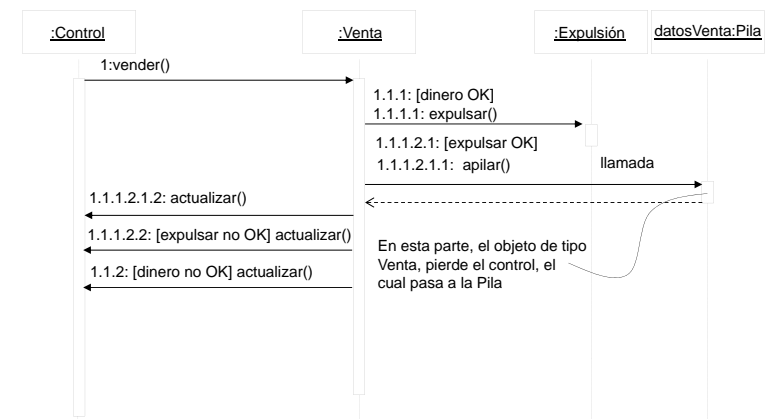 :Control
:Venta
:Expulsión
datosVenta:Pila
1:vender()
1.1.1: [dinero OK]
1.1.1.1: expulsar()
1.1.1.2.1: [expulsar OK]
1.1.1.2.1.1: apilar()
llamada
1.1.1.2.1.2: actualizar()
1.1.1.2.2: [expulsar no OK] actualizar()
1.1.2: [dinero no OK] actualizar()
En esta parte, el objeto de tipo
Venta, pierde el control, el
cual pasa a la Pila